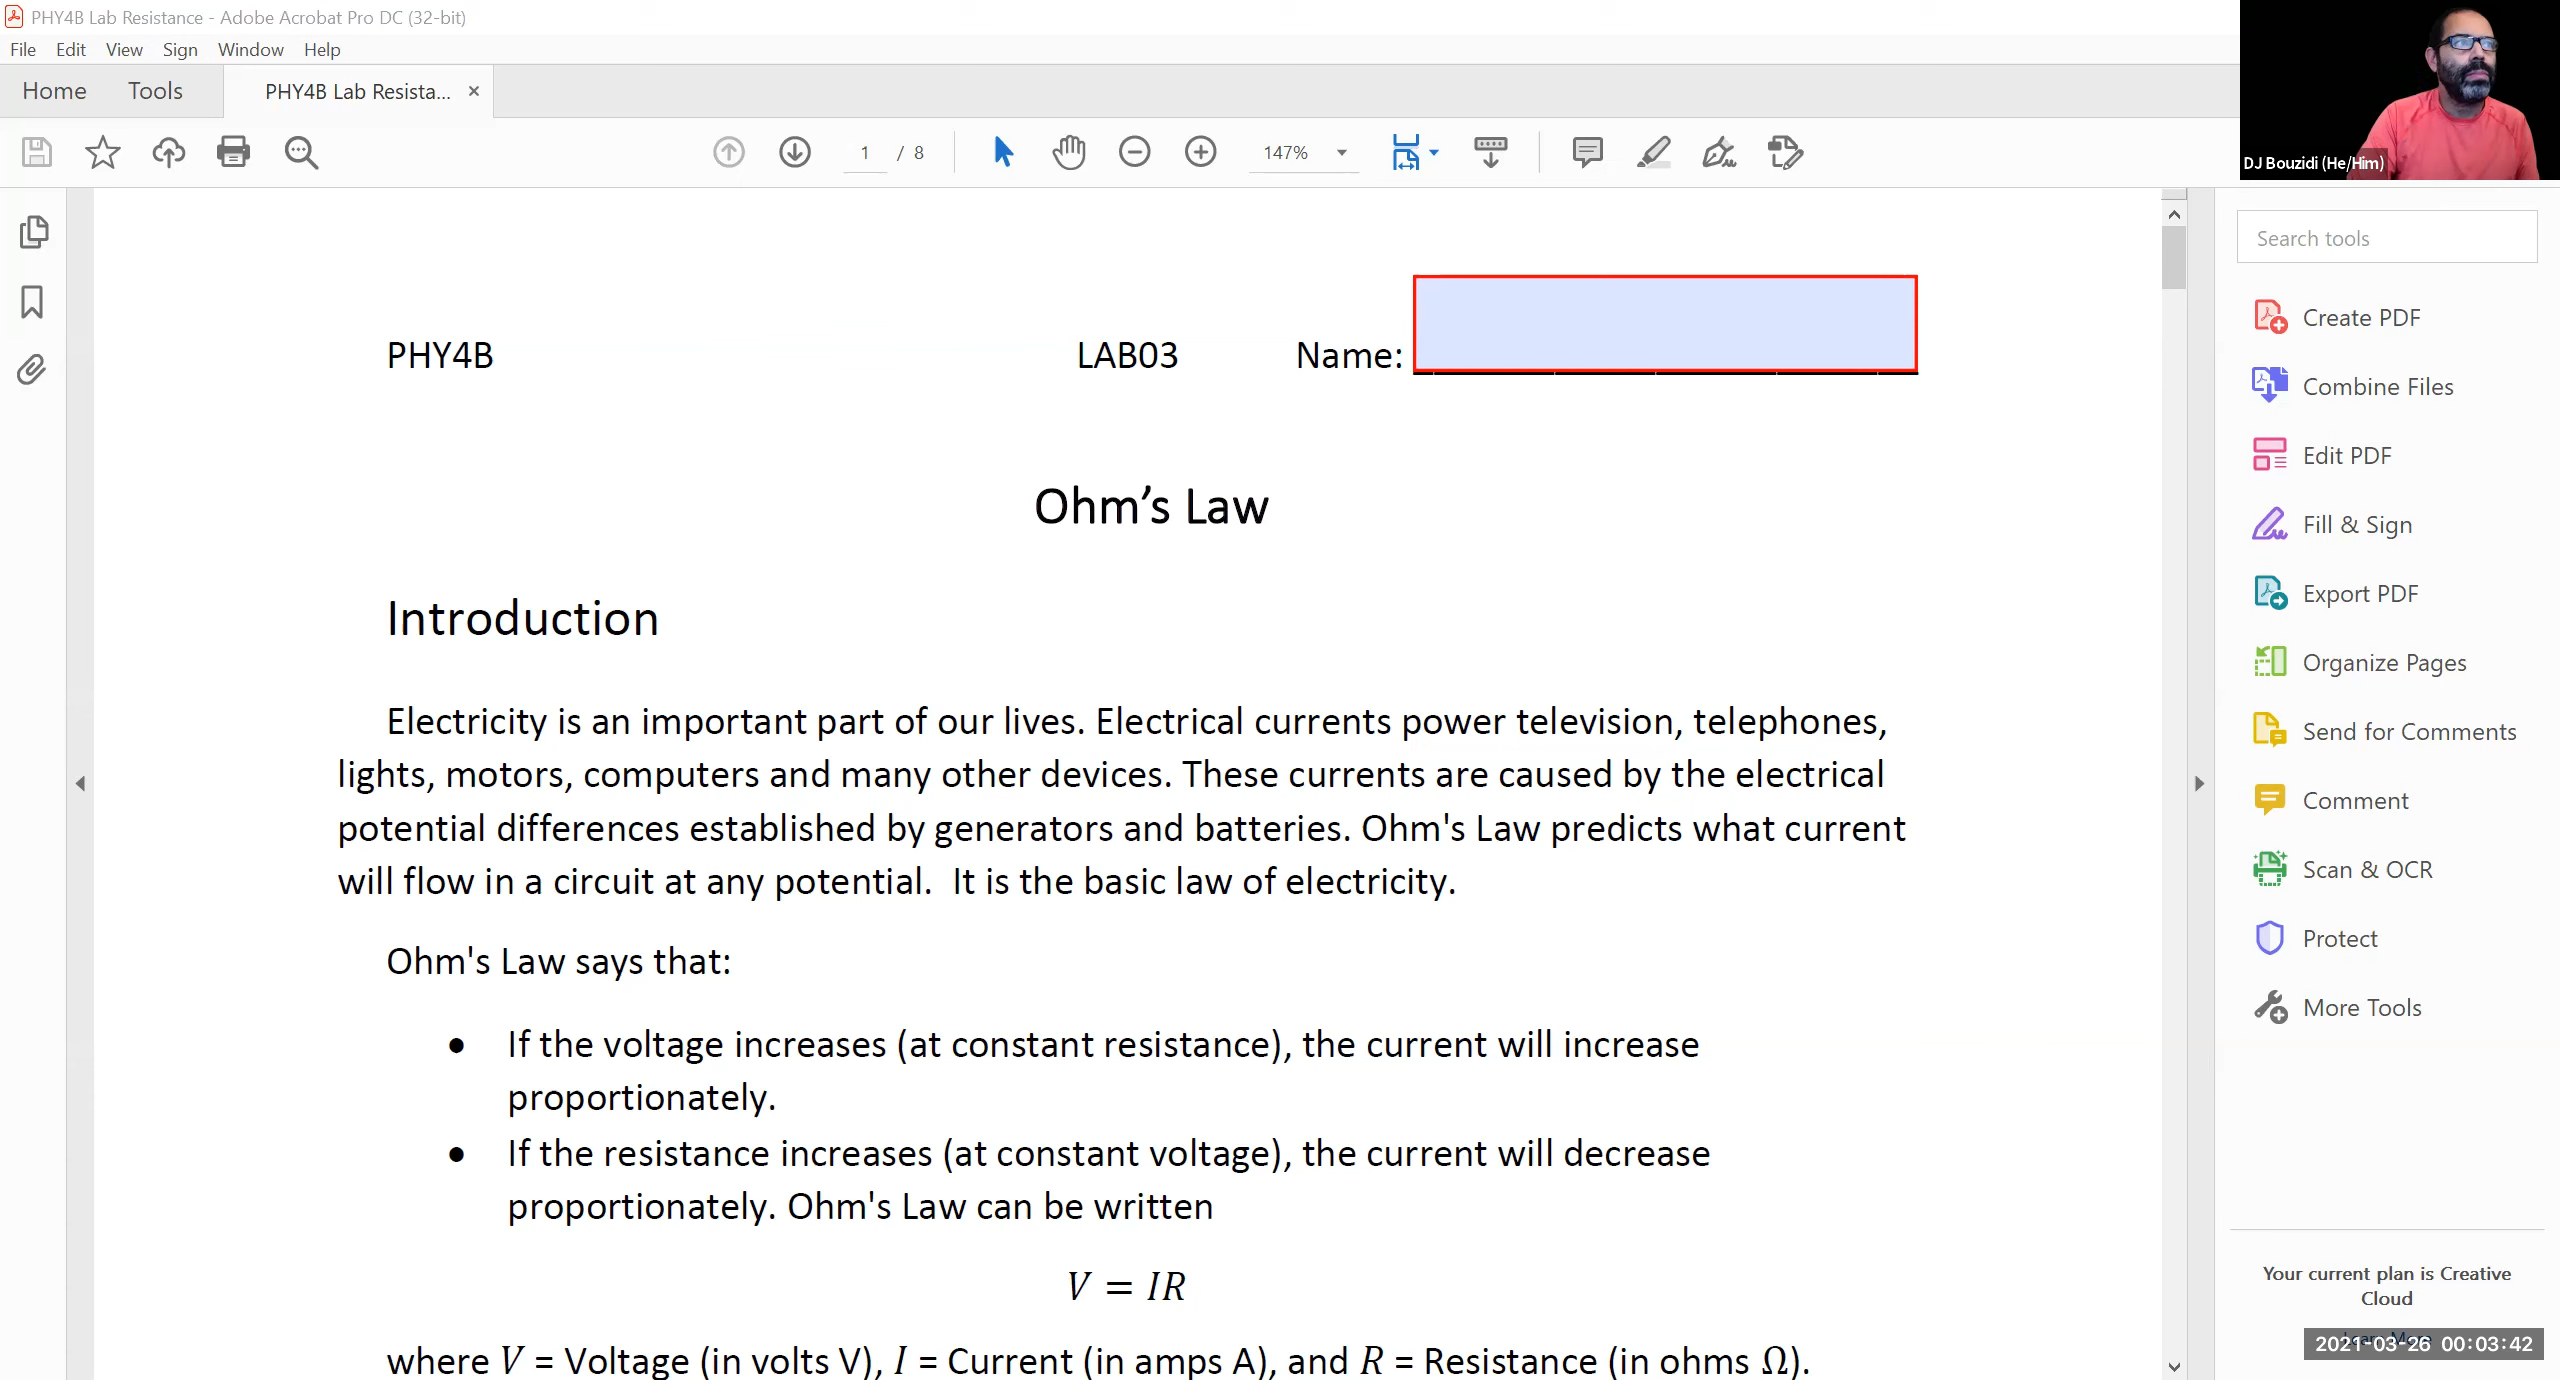 PHY4B Lab Resistance - Adobe Acrobat Pro DC (32-bit)
File Edit View Sign Window Help
Home Tools PHY4B Lab Resista... ×
1 / 8 147%
DJ Bouzidi (He/Him)
Search tools
Create PDF
Combine Files
Edit PDF
Fill & Sign
Export PDF
Organize Pages
Send for Comments
Comment
Scan & OCR
Protect
More Tools
Your current plan is Creative
Cloud
Learn More
2021-03-26 00:03:42
PHY4B LAB03 Name:
Ohm’s Law
Introduction
Electricity is an important part of our lives. Electrical currents power television, telephones,
lights, motors, computers and many other devices. These currents are caused by the electrical
potential differences established by generators and batteries. Ohm's Law predicts what current
will flow in a circuit at any potential.  It is the basic law of electricity.
Ohm's Law says that:
• If the voltage increases (at constant resistance), the current will increase
proportionately.
• If the resistance increases (at constant voltage), the current will decrease
proportionately. Ohm's Law can be written
V = IR
where V = Voltage (in volts V), I = Current (in amps A), and R = Resistance (in ohms Ω).